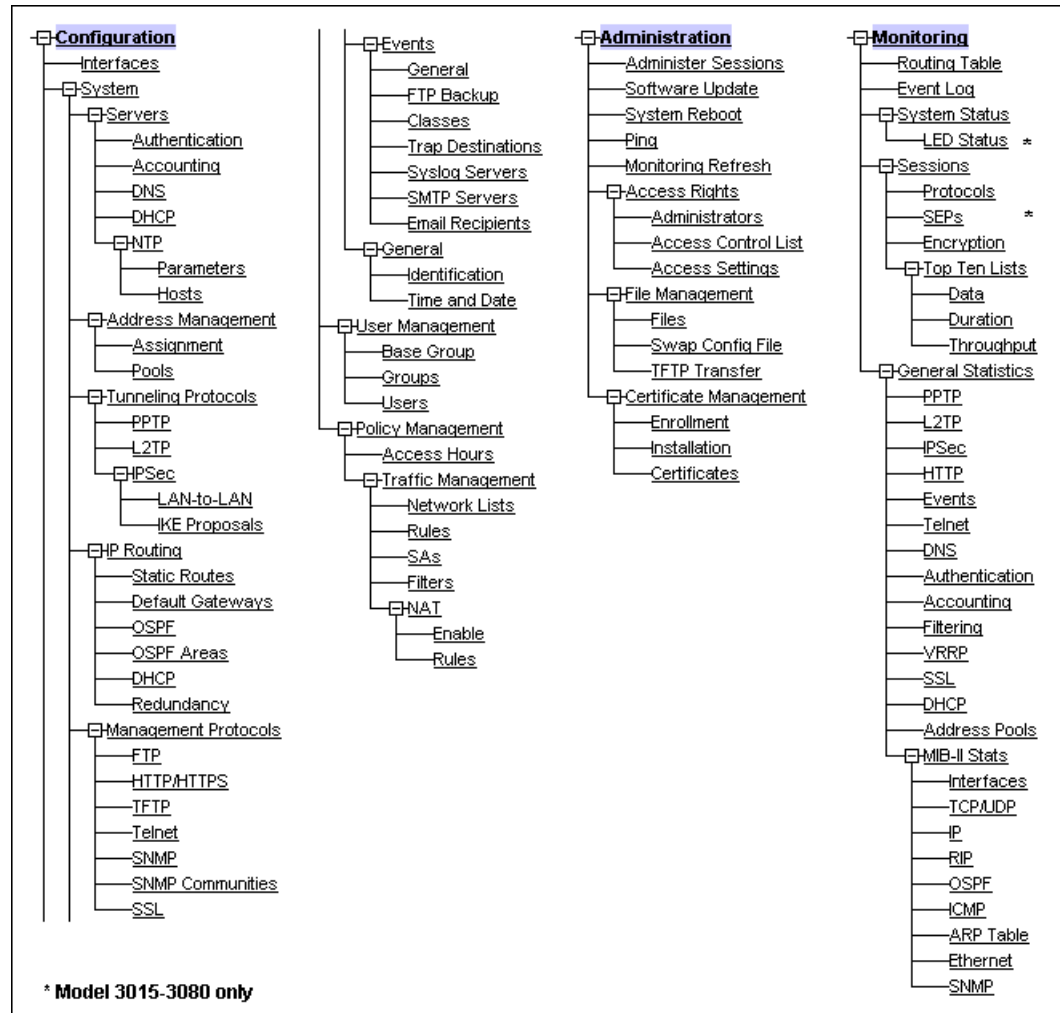 Configuration
Interfaces
System
Servers
Authentication
Accounting
DNS
DHCP
NTP
Parameters
Hosts
Address Management
Assignment
Pools
Tunneling Protocols
PPTP
L2TP
IPSec
LAN-to-LAN
IKE Proposals
IP Routing
Static Routes
Default Gateways
OSPF
OSPF Areas
DHCP
Redundancy
Management Protocols
FTP
HTTP/HTTPS
TFTP
Telnet
SNMP
SNMP Communities
SSL
Events
General
FTP Backup
Classes
Trap Destinations
Syslog Servers
SMTP Servers
Email Recipients
General
Identification
Time and Date
User Management
Base Group
Groups
Users
Policy Management
Access Hours
Traffic Management
Network Lists
Rules
SAs
Filters
NAT
Enable
Rules
Administration
Administer Sessions
Software Update
System Reboot
Ping
Monitoring Refresh
Access Rights
Administrators
Access Control List
Access Settings
File Management
Files
Swap Config File
TFTP Transfer
Certificate Management
Enrollment
Installation
Certificates
Monitoring
Routing Table
Event Log
System Status
LED Status *
Sessions
Protocols
SEPs *
Encryption
Top Ten Lists
Data
Duration
Throughput
General Statistics
PPTP
L2TP
IPSec
HTTP
Events
Telnet
DNS
Authentication
Accounting
Filtering
VRRP
SSL
DHCP
Address Pools
MIB-II Stats
Interfaces
TCP/UDP
IP
RIP
OSPF
ICMP
ARP Table
Ethernet
SNMP
* Model 3015-3080 only